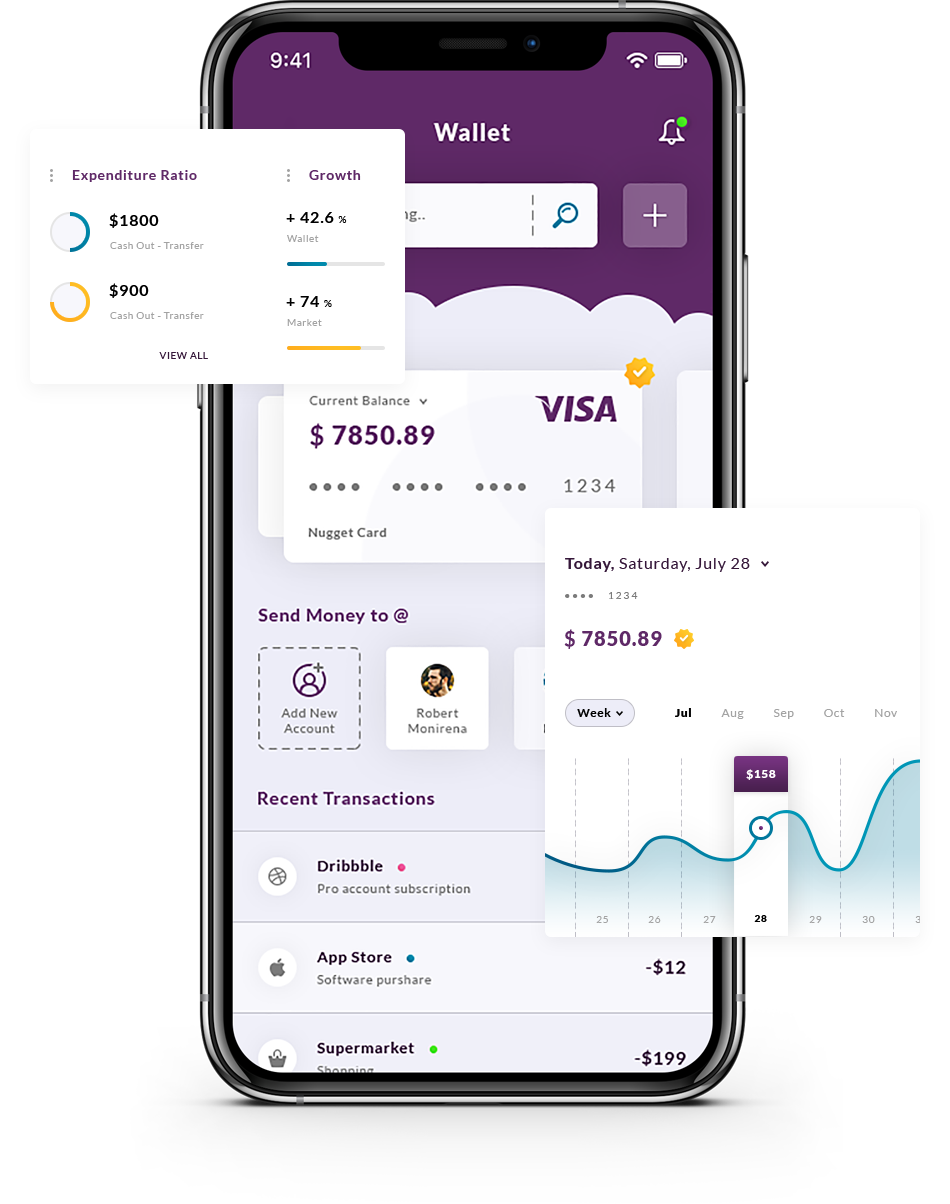 9:41
Wallet
Expenditure Ratio
Growth
$1800
Cash Out - Transfer
+ 42.6 %
Wallet
$900
Cash Out - Transfer
+ 74 %
Market
VIEW ALL
Current Balance
VISA
$ 7850.89
1234
Nugget Card
Today, Saturday, July 28
1234
$ 7850.89
Week
Jul Aug Sep Oct Nov
$158
25 26 27 28 29 30
Send Money to @
Add New
Account
Robert
Monirena
Recent Transactions
Dribbble
Pro account subscription
App Store
Software purshare
-$12
Supermarket
Shopping
-$199